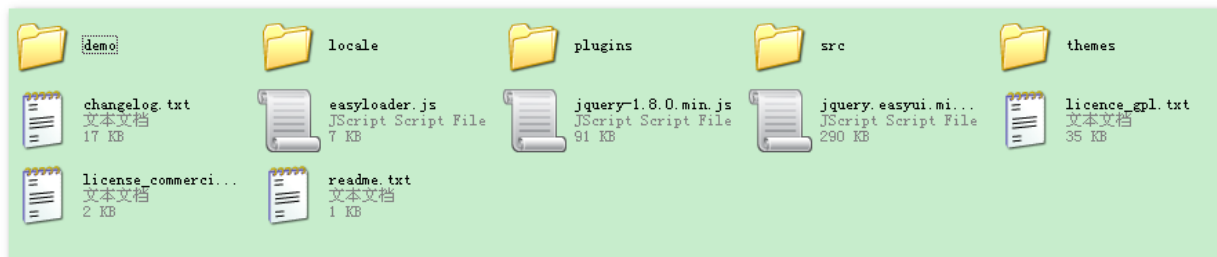 demo
locale
plugins
src
themes
changelog.txt
文本文档
17 KB
easyloader.js
JScript Script File
7 KB
jquery-1.8.0.min.js
JScript Script File
91 KB
jquery.easyui.mi...
JScript Script File
290 KB
licence_gpl.txt
文本文档
35 KB
license_commerci...
文本文档
2 KB
readme.txt
文本文档
1 KB